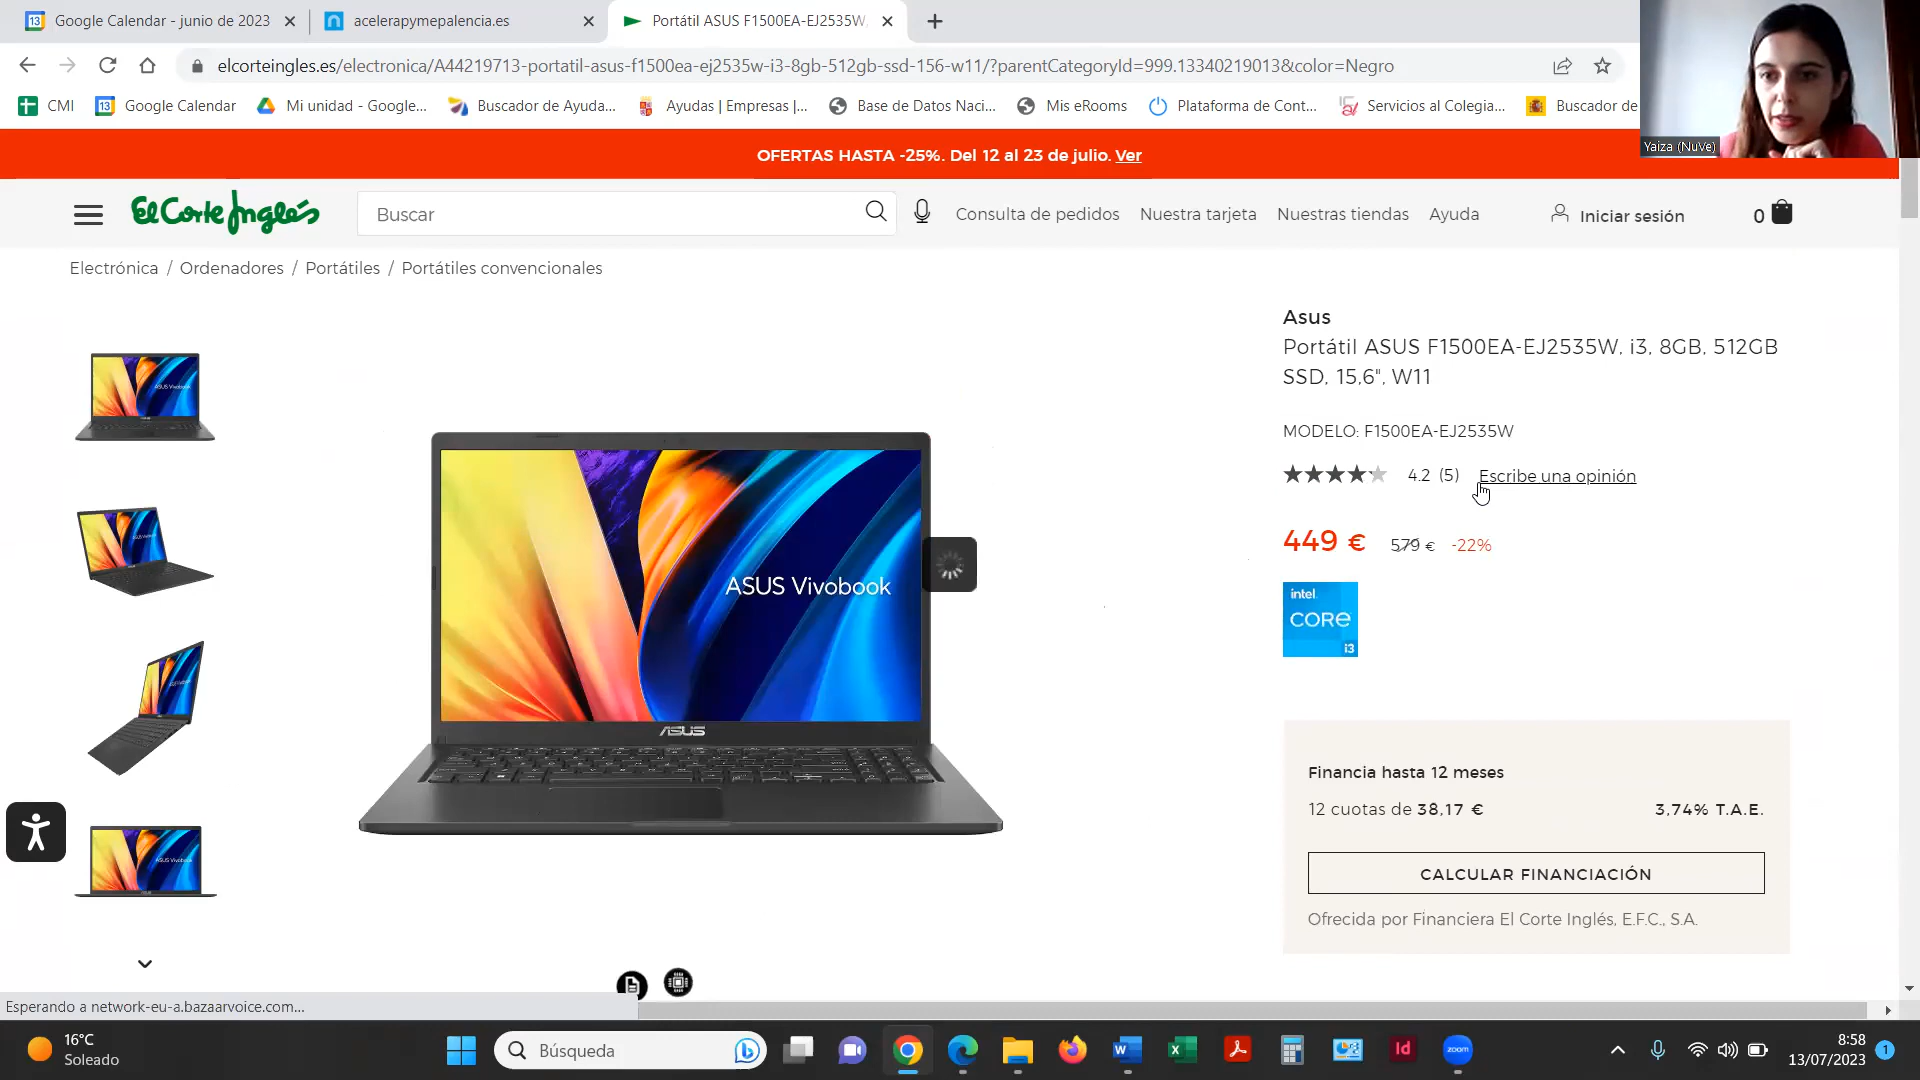 Google Calendar - junio de 2023
acelerapymepalencia.es
Portátil ASUS F1500EA-EJ2535W,
elcorteingles.es/electronica/A44219713-portatil-asus-f1500ea-ej2535w-i3-8gb-512gb-ssd-156-w11/?parentCategoryId=999.13340219013&color=Negro
CMI
Google Calendar
Mi unidad - Google...
Buscador de Ayuda...
Ayudas | Empresas |...
Base de Datos Naci...
Mis eRooms
Plataforma de Cont...
Servicios al Colegia...
Buscador de
Yaiza (NuVe)
OFERTAS HASTA -25%. Del 12 al 23 de julio. Ver
El Corte Inglés
Buscar
Consulta de pedidos
Nuestra tarjeta
Nuestras tiendas
Ayuda
Iniciar sesión
0
Electrónica / Ordenadores / Portátiles / Portátiles convencionales
Asus
Portátil ASUS F1500EA-EJ2535W, i3, 8GB, 512GB
SSD, 15,6", W11
MODELO: F1500EA-EJ2535W
4.2 (5) Escribe una opinión
449 € 579 € -22%
intel.
CORE
i3
ASUS Vivobook
ASUS
Financia hasta 12 meses
12 cuotas de 38,17 € 3,74% T.A.E.
CALCULAR FINANCIACIÓN
Ofrecida por Financiera El Corte Inglés, E.F.C., S.A.
Esperando a network-eu-a.bazaarvoice.com...
16°C
Soleado
Búsqueda
Id
zoom
8:58
13/07/2023
1